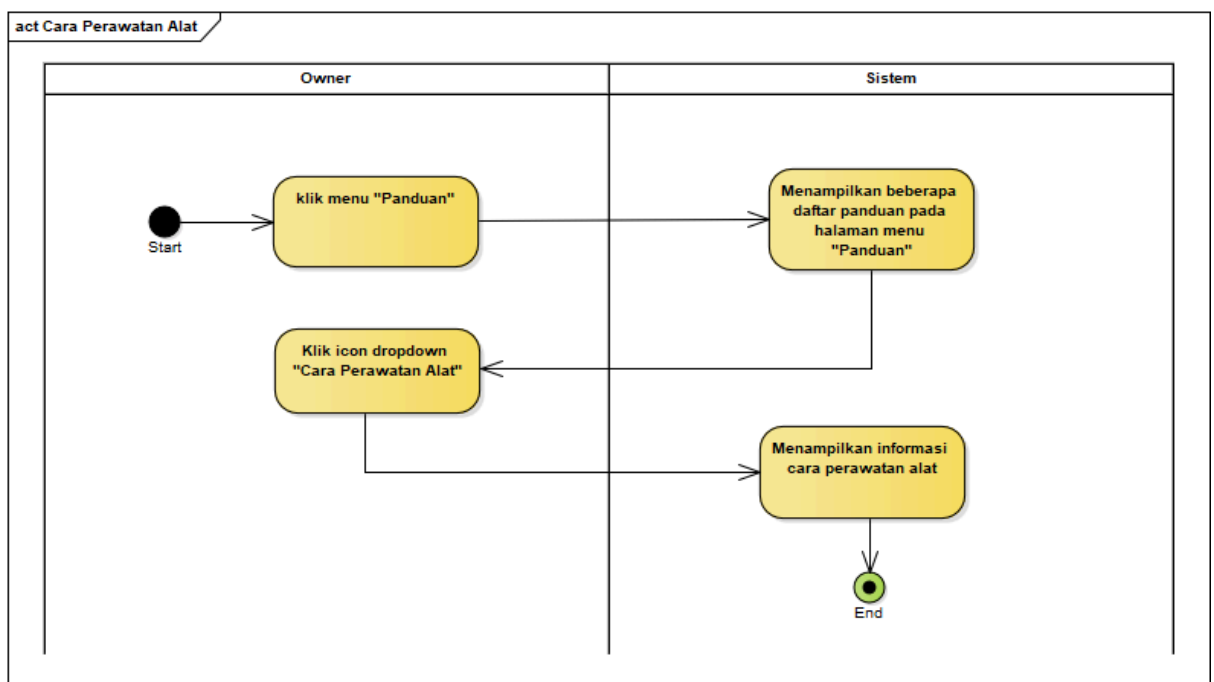 act Cara Perawatan Alat
Owner
Sistem
Start
klik menu "Panduan"
Menampilkan beberapa
daftar panduan pada
halaman menu
"Panduan"
Klik icon dropdown
"Cara Perawatan Alat"
Menampilkan informasi
cara perawatan alat
End